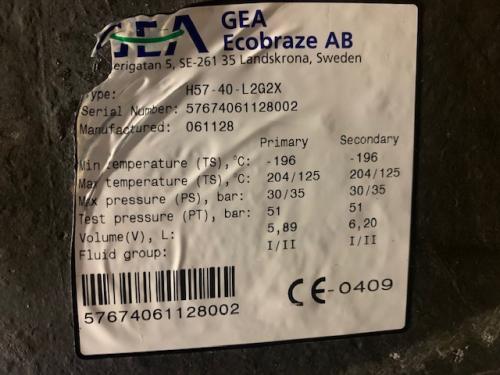 GEA
GEA
Ecobraze AB
erigatan 5, SE-261 35 Landskrona, Sweden
Type: H57-40-L2G2X
Serial Number: 57674061128002
Manufactured: 061128
Primary Secondary
Min temperature (TS), °C: -196 -196
Max temperature (TS), °C: 204/125 204/125
Max pressure (PS), bar: 30/35 30/35
Test pressure (PT), bar: 51 51
Volume(V), L: 5,89 6,20
Fluid group: I/II I/II
CE-0409
57674061128002